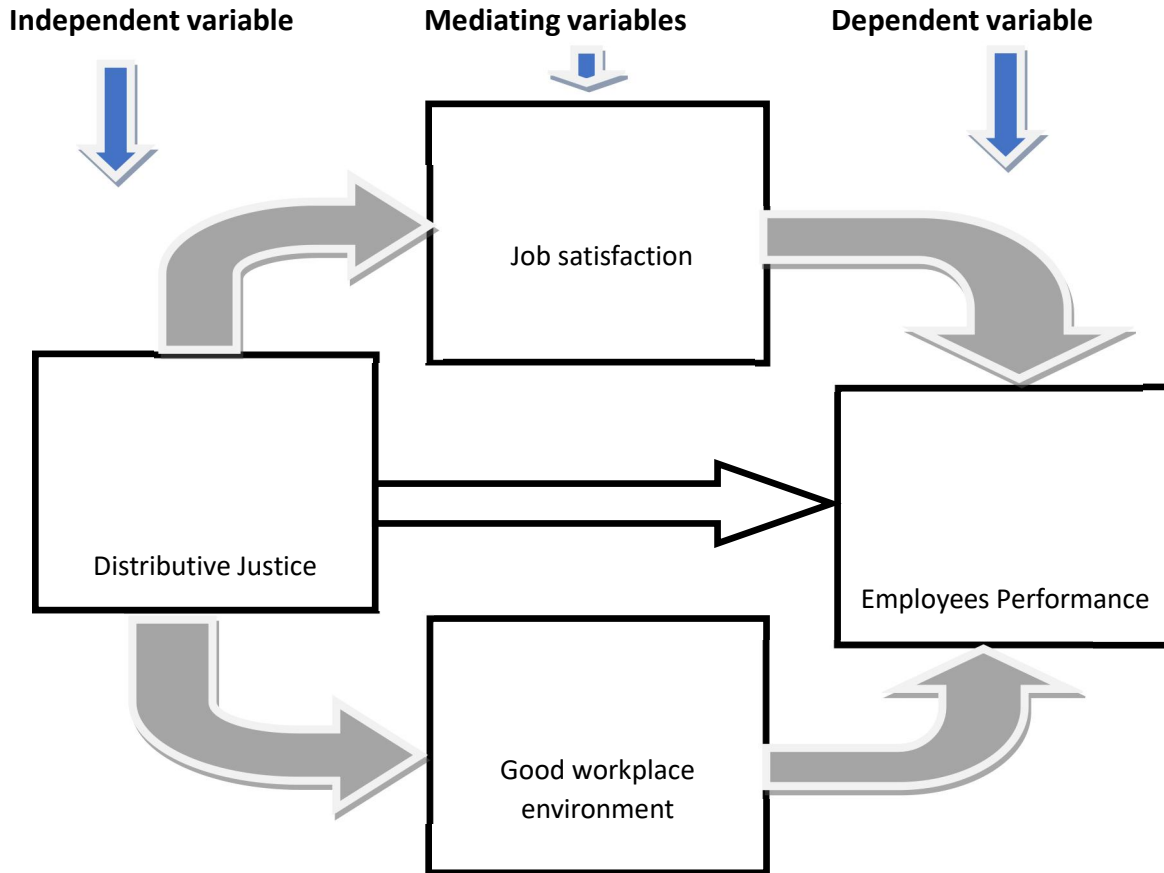 Independent variable
Mediating variables
Dependent variable
Job satisfaction
Distributive Justice
Employees Performance
Good workplace
environment